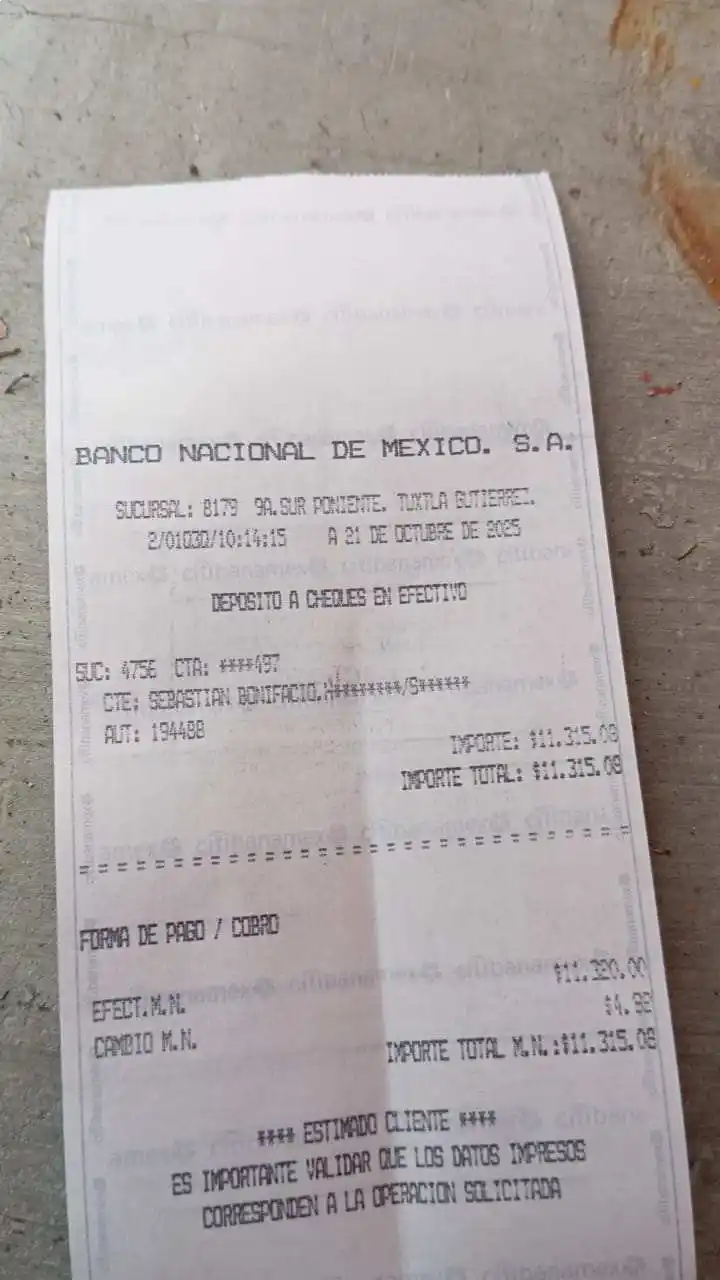 BANCO NACIONAL DE MEXICO. S.A.
SUCURSAL: 8179 9A.SUR PONIENTE. TUXTLA GUTIERREZ.
2/01Q30/10:14:15 A 21 DE OCTUBRE DE 2025
DEPOSITO A CHEQUES EN EFECTIVO
SUC: 4756 CTA: ****497
CTE: SEBASTIAN BONIFACIO.H********/S******
AUT: 194488
IMPORTE: $11.315.08
IMPORTE TOTAL: $11.315.08
FORMA DE PAGO / COBRO
$11.320.00
EFECT.M.N.
$4.92
CAMBIO M.N.
IMPORTE TOTAL M.N.:$11.315.08
**** ESTIMADO CLIENTE ****
ES IMPORTANTE VALIDAR QUE LOS DATOS IMPRESOS
CORRESPONDEN A LA OPERACION SOLICITADA